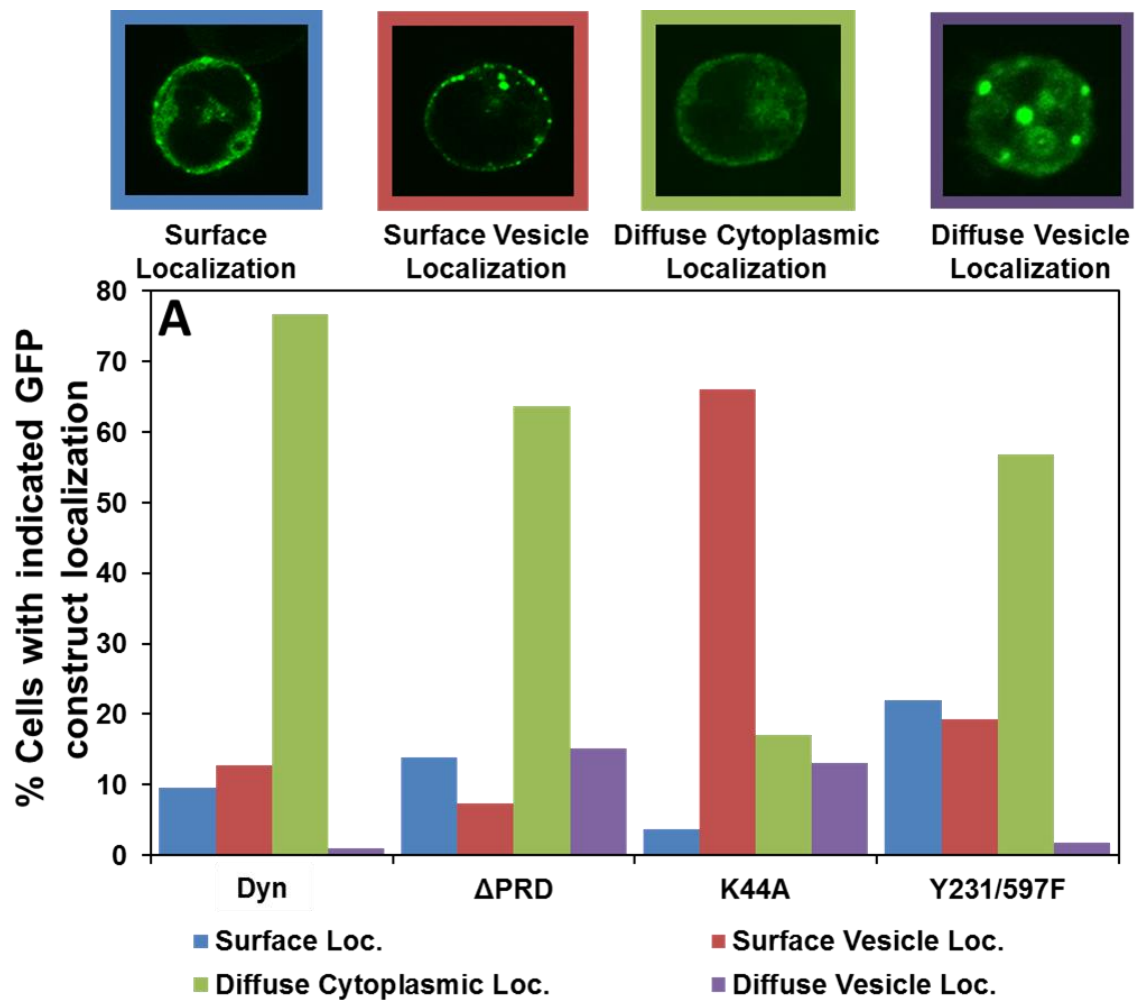 Surface
Localization
Surface Vesicle
Localization
Diffuse Cytoplasmic
Localization
Diffuse Vesicle
Localization
A
% Cells with indicated GFP
construct localization
80
70
60
50
40
30
20
10
0
Dyn
ΔPRD
K44A
Y231/597F
Surface Loc.
Surface Vesicle Loc.
Diffuse Cytoplasmic Loc.
Diffuse Vesicle Loc.